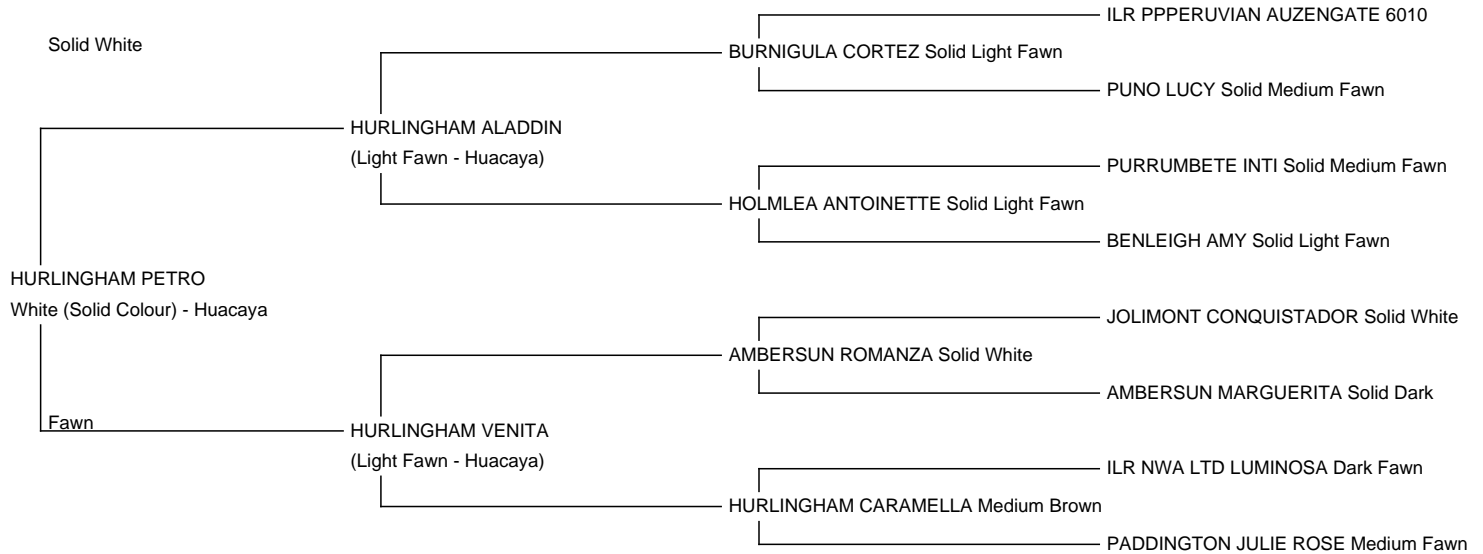 ILR PPPERUVIAN AUZENGATE 6010
Solid White
BURNIGULA CORTEZ Solid Light Fawn
PUNO LUCY Solid Medium Fawn
HURLINGHAM ALADDIN
(Light Fawn - Huacaya)
PURRUMBETE INTI Solid Medium Fawn
HOLMLEA ANTOINETTE Solid Light Fawn
BENLEIGH AMY Solid Light Fawn
HURLINGHAM PETRO
White (Solid Colour) - Huacaya
JOLIMONT CONQUISTADOR Solid White
AMBERSUN ROMANZA Solid White
AMBERSUN MARGUERITA Solid Dark
Fawn
HURLINGHAM VENITA
(Light Fawn - Huacaya)
ILR NWA LTD LUMINOSA Dark Fawn
HURLINGHAM CARAMELLA Medium Brown
PADDINGTON JULIE ROSE Medium Fawn